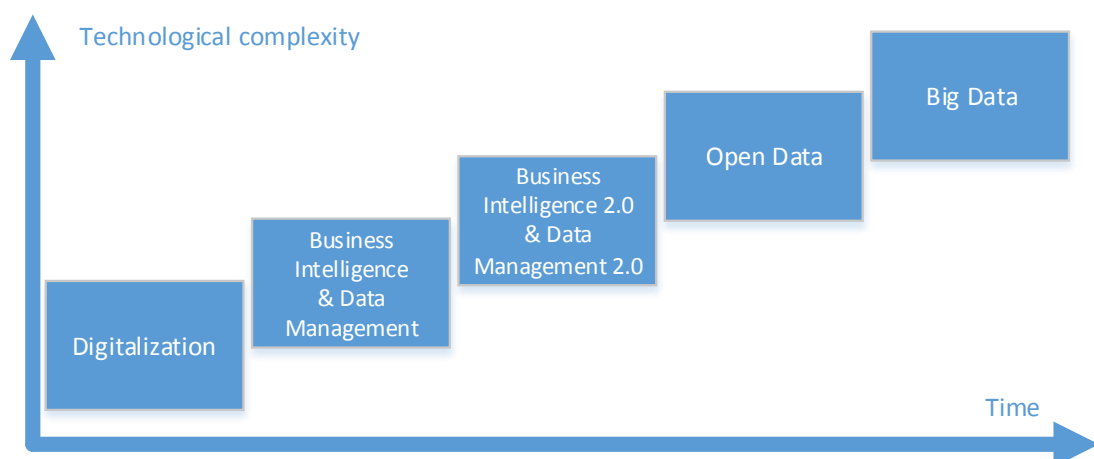 Technological complexity
Big Data
Open Data
Business
Intelligence 2.0
& Data
Management 2.0
Business
Intelligence
& Data
Management
Digitalization
Time